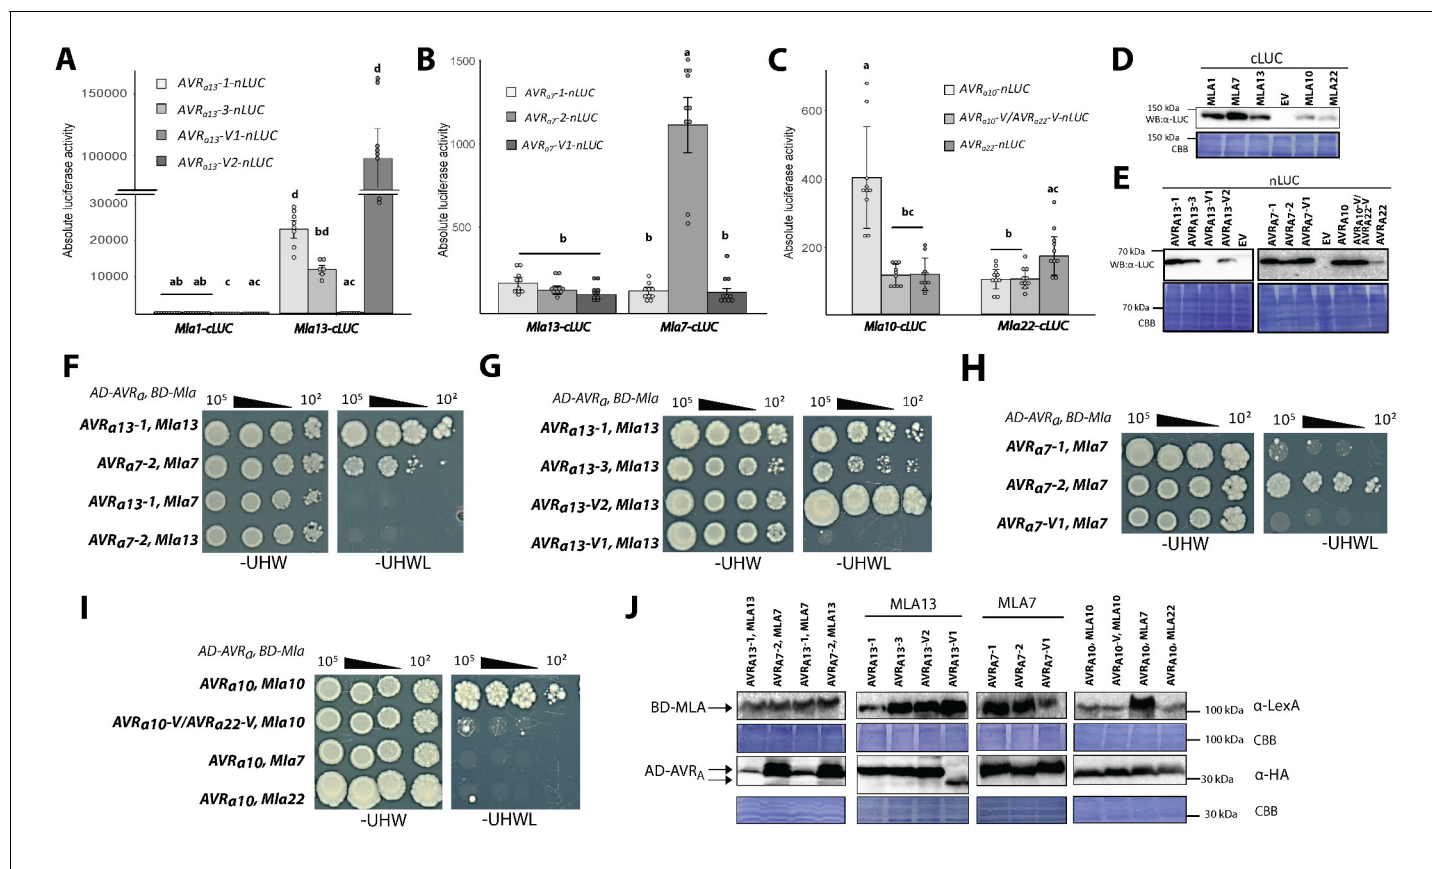 A
AVRa13-1-nLUC
AVRa13-3-nLUC
AVRa13-V1-nLUC
AVRa13-V2-nLUC
Absolute luciferase activity
150000
100000
30000
20000
10000
ab ab c ac
d bd ac d
Mla1-cLUC Mla13-cLUC
B
AVRa7-1-nLUC
AVRa7-2-nLUC
AVRa7-V1-nLUC
Absolute luciferase activity
1500
1000
500
b b a b
Mla13-cLUC Mla7-cLUC
C
AVRa10-nLUC
AVRa10-V/AVRa22-V-nLUC
AVRa22-nLUC
Absolute luciferase activity
600
400
200
a bc b ac
Mla10-cLUC Mla22-cLUC
D
cLUC
MLA1 MLA7 MLA13 EV MLA10 MLA22
150 kDa
WB:α-LUC
150 kDa
CBB
E
nLUC
AVRA13-1 AVRA13-3 AVRA13-V1 AVRA13-V2 EV AVRA7-1 AVRA7-2 AVRA7-V1 EV AVRA10 AVRA10-V/AVRA22-V AVRA22
70 kDa
WB:α-LUC
70 kDa
CBB
F
AD-AVRa, BD-Mla
10⁵ 10² 10⁵ 10²
AVRa13-1, Mla13
AVRa7-2, Mla7
AVRa13-1, Mla7
AVRa7-2, Mla13
-UHW -UHWL
G
AD-AVRa, BD-Mla
10⁵ 10² 10⁵ 10²
AVRa13-1, Mla13
AVRa13-3, Mla13
AVRa13-V2, Mla13
AVRa13-V1, Mla13
-UHW -UHWL
H
AD-AVRa, BD-Mla
10⁵ 10² 10⁵ 10²
AVRa7-1, Mla7
AVRa7-2, Mla7
AVRa7-V1, Mla7
-UHW -UHWL
I
AD-AVRa, BD-Mla
10⁵ 10² 10⁵ 10²
AVRa10, Mla10
AVRa10-V/AVRa22-V, Mla10
AVRa10, Mla7
AVRa10, Mla22
-UHW -UHWL
J
MLA13 MLA7
AVRA13-1, MLA13 AVRA7-2, MLA7 AVRA13-1, MLA7 AVRA7-2, MLA13 AVRA13-1 AVRA13-3 AVRA13-V2 AVRA13-V1 AVRA7-1 AVRA7-2 AVRA7-V1 AVRA10, MLA10 AVRA10-V, MLA10 AVRA10, MLA7 AVRA10, MLA22
BD-MLA 100 kDa α-LexA
100 kDa CBB
AD-AVRA 30 kDa α-HA
30 kDa CBB